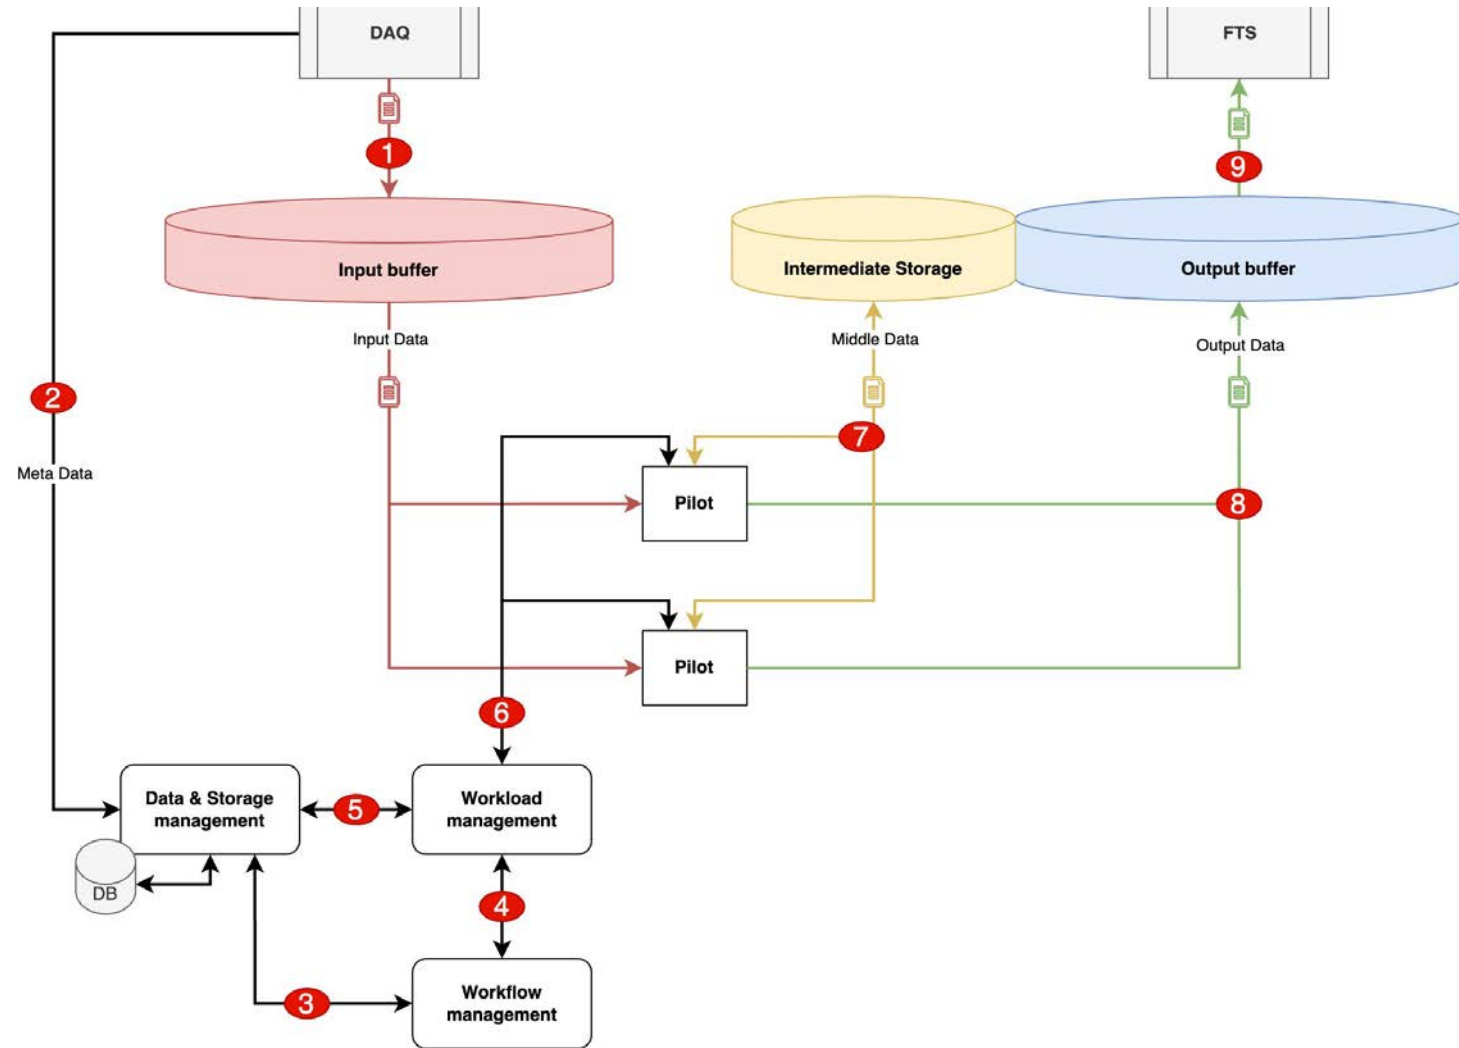 DAQ
FTS
1
9
Input buffer
Intermediate Storage
Output buffer
Input Data
Middle Data
Output Data
2
7
Meta Data
Pilot
8
Pilot
6
Data & Storage
management
5
Workload
management
DB
4
3
Workflow
management